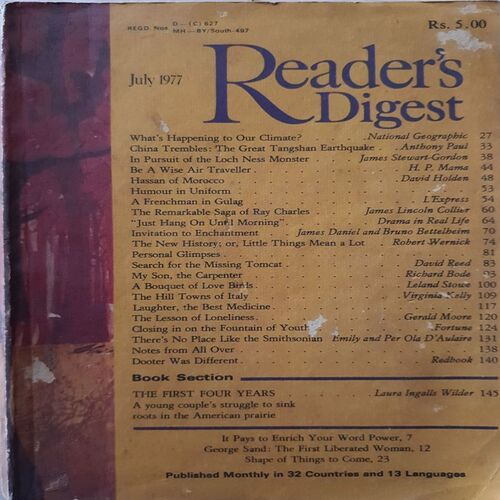 REGD. Nos D—(C) 627
MH—BY/South-497
Rs. 5.00
July 1977
Reader's
Digest
What's Happening to Our Climate? National Geographic 27
China Trembles: The Great Tangshan Earthquake Anthony Paul 33
In Pursuit of the Loch Ness Monster James Stewart-Gordon 38
Be A Wise Air Traveller H. P. Mama 44
Hassan of Morocco David Holden 48
Humour in Uniform 53
A Frenchman in Gulag L'Express 54
The Remarkable Saga of Ray Charles James Lincoln Collier 60
"Just Hang On Until Morning" Drama in Real Life 64
Invitation to Enchantment James Daniel and Bruno Bettelheim 70
The New History; or, Little Things Mean a Lot Robert Wernick 74
Personal Glimpses 81
Search for the Missing Tomcat David Reed 83
My Son, the Carpenter Richard Bode
A Bouquet of Love Birds Leland Stowe 100
The Hill Towns of Italy Virginia Kelly 109
Laughter, the Best Medicine 117
The Lesson of Loneliness Gerald Moore 120
Closing in on the Fountain of Youth Fortune 124
There's No Place Like the Smithsonian Emily and Per Ola D'Aulaire 131
Notes from All Over 138
Dooter Was Different Redbook 140
Book Section
THE FIRST FOUR YEARS Laura Ingalls Wilder 145
A young couple's struggle to sink
roots in the American prairie
It Pays to Enrich Your Word Power, 7
George Sand: The First Liberated Woman, 12
Shape of Things to Come, 23
Published Monthly in 32 Countries and 13 Languages